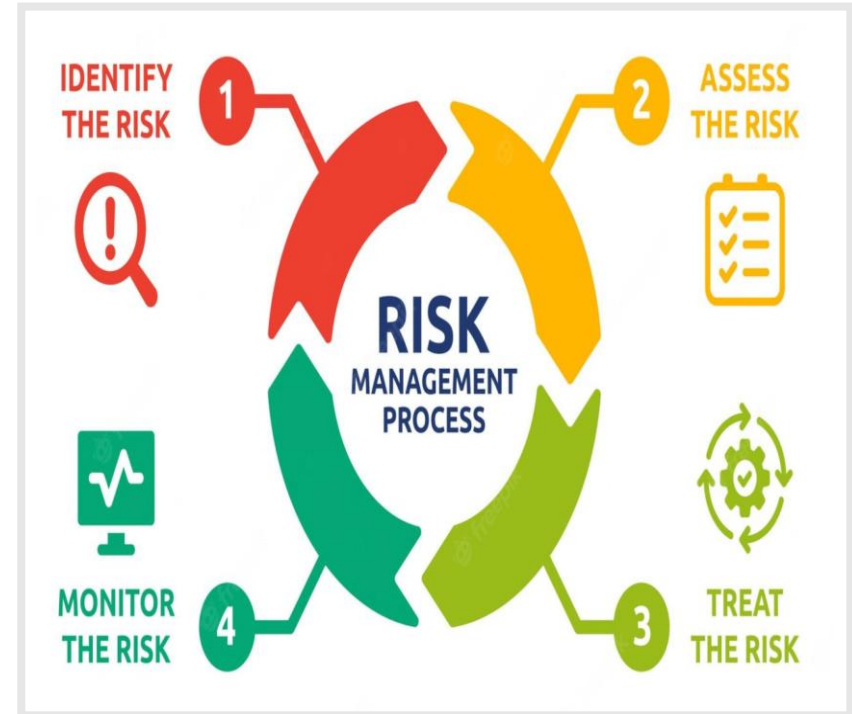 IDENTIFY
THE RISK
1
2
ASSESS
THE RISK
RISK
MANAGEMENT
PROCESS
MONITOR
THE RISK
4
3
TREAT
THE RISK